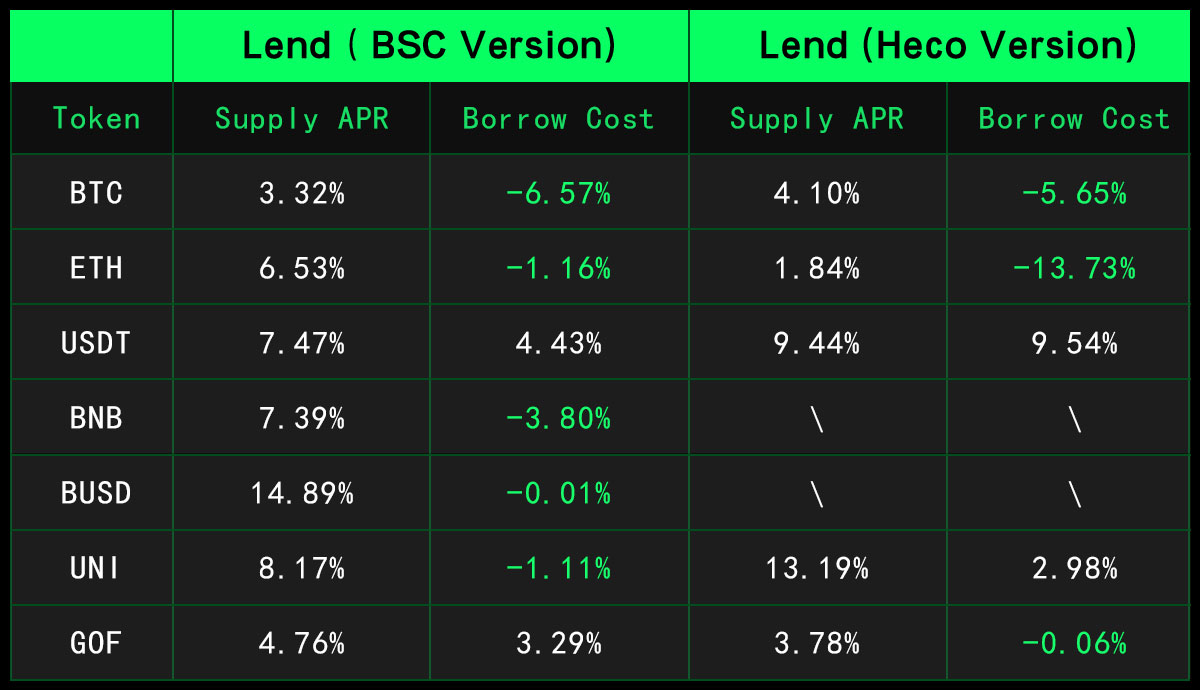 Lend ( BSC Version) Lend (Heco Version)
Token Supply APR Borrow Cost Supply APR Borrow Cost
BTC 3.32% -6.57% 4.10% -5.65%
ETH 6.53% -1.16% 1.84% -13.73%
USDT 7.47% 4.43% 9.44% 9.54%
BNB 7.39% -3.80% \ \
BUSD 14.89% -0.01% \ \
UNI 8.17% -1.11% 13.19% 2.98%
GOF 4.76% 3.29% 3.78% -0.06%